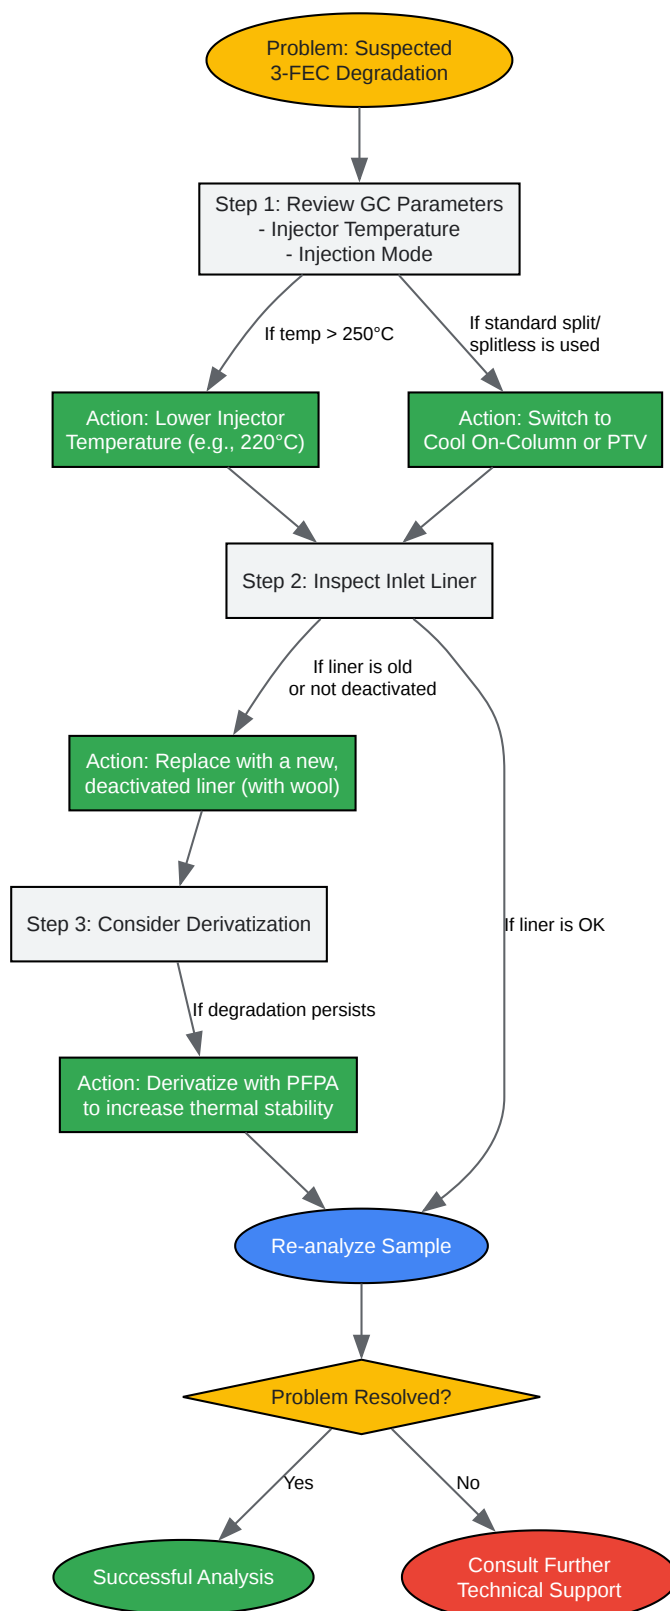 Problem: Suspected
3-FEC Degradation
Step 1: Review GC Parameters
- Injector Temperature
- Injection Mode
If temp > 250°C
If standard split/
splitless is used
Action: Lower Injector
Temperature (e.g., 220°C)
Action: Switch to
Cool On-Column or PTV
Step 2: Inspect Inlet Liner
If liner is old
or not deactivated
Action: Replace with a new,
deactivated liner (with wool)
Step 3: Consider Derivatization
If liner is OK
If degradation persists
Action: Derivatize with PFPA
to increase thermal stability
Re-analyze Sample
Problem Resolved?
Yes
No
Successful Analysis
Consult Further
Technical Support